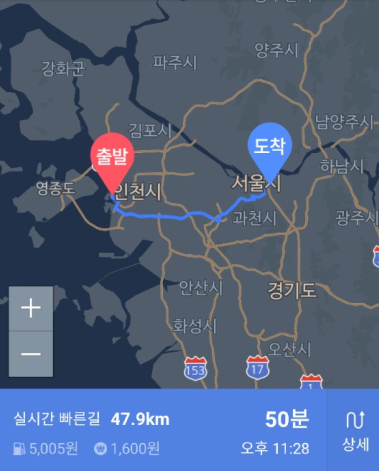 양주시
강화군
파주시
김포시
남양주시
출발
도착
하남시
영종도
인천시
서울시
과천시
광주시
안산시
경기도
화성시
오산시
153
17
1
+
−
실시간 빠른길 47.9km 50분
5,005원 ₩ 1,600원 오후 11:28
상세